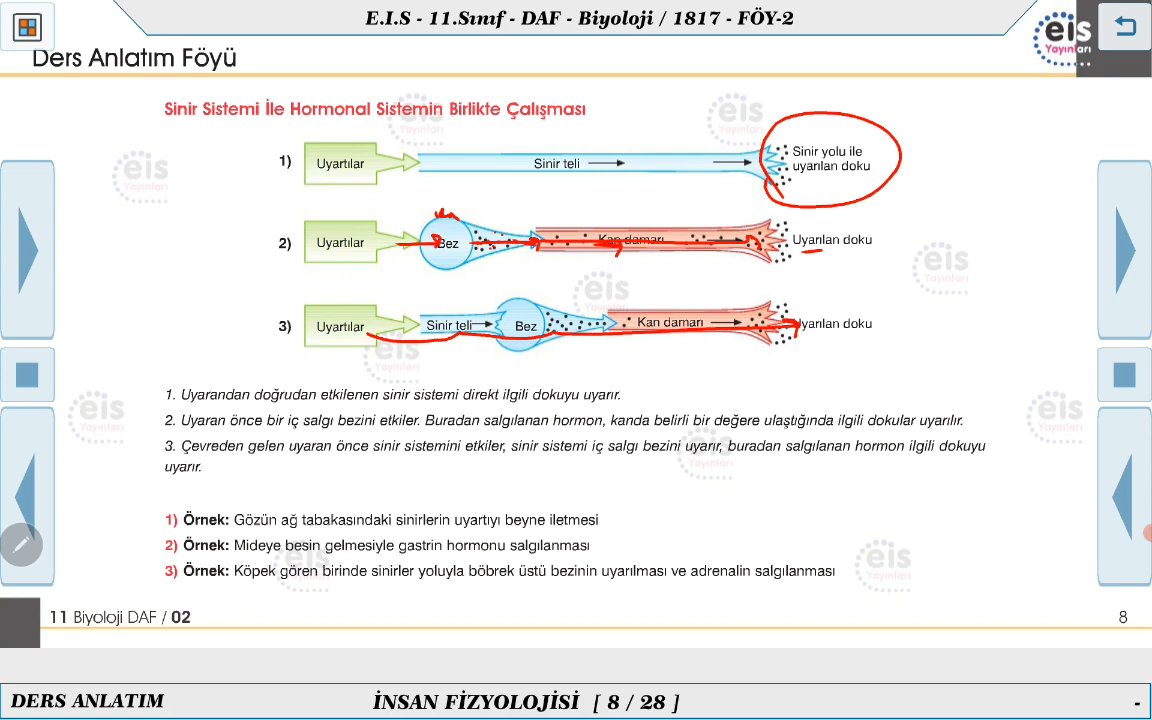 E.I.S - 11.Sınıf - DAF - Biyoloji / 1817 - FÖY-2
eis
Yayınları
Ders Anlatım Föyü
Sinir Sistemi İle Hormonal Sistemin Birlikte Çalışması
1) Uyartılar Sinir teli Sinir yolu ile
uyarılan doku
2) Uyartılar Bez Kan damarı Uyarılan doku
3) Uyartılar Sinir teli Bez Kan damarı Uyarılan doku
1. Uyarandan doğrudan etkilenen sinir sistemi direkt ilgili dokuyu uyarır.
2. Uyaran önce bir iç salgı bezini etkiler. Buradan salgılanan hormon, kanda belirli bir değere ulaştığında ilgili dokular uyarılır.
3. Çevreden gelen uyaran önce sinir sistemini etkiler, sinir sistemi iç salgı bezini uyarır, buradan salgılanan hormon ilgili dokuyu
uyarır.
1) Örnek: Gözün ağ tabakasındaki sinirlerin uyartıyı beyne iletmesi
2) Örnek: Mideye besin gelmesiyle gastrin hormonu salgılanması
3) Örnek: Köpek gören birinde sinirler yoluyla böbrek üstü bezinin uyarılması ve adrenalin salgılanması
11 Biyoloji DAF / 02
8
DERS ANLATIM
İNSAN FİZYOLOJİSİ [ 8 / 28 ]
-